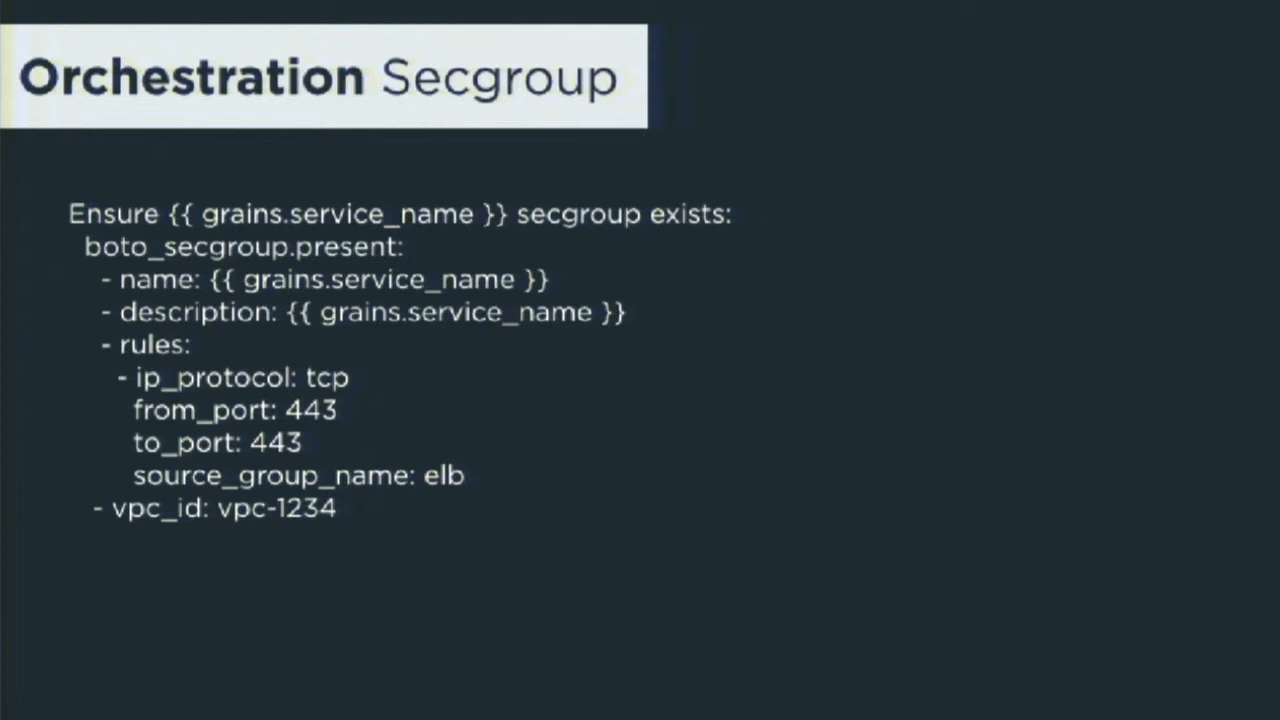 Orchestration Secgroup
Ensure {{ grains.service_name }} secgroup exists:
boto_secgroup.present:
- name: {{ grains.service_name }}
- description: {{ grains.service_name }}
- rules:
- ip_protocol: tcp
from_port: 443
to_port: 443
source_group_name: elb
- vpc_id: vpc-1234